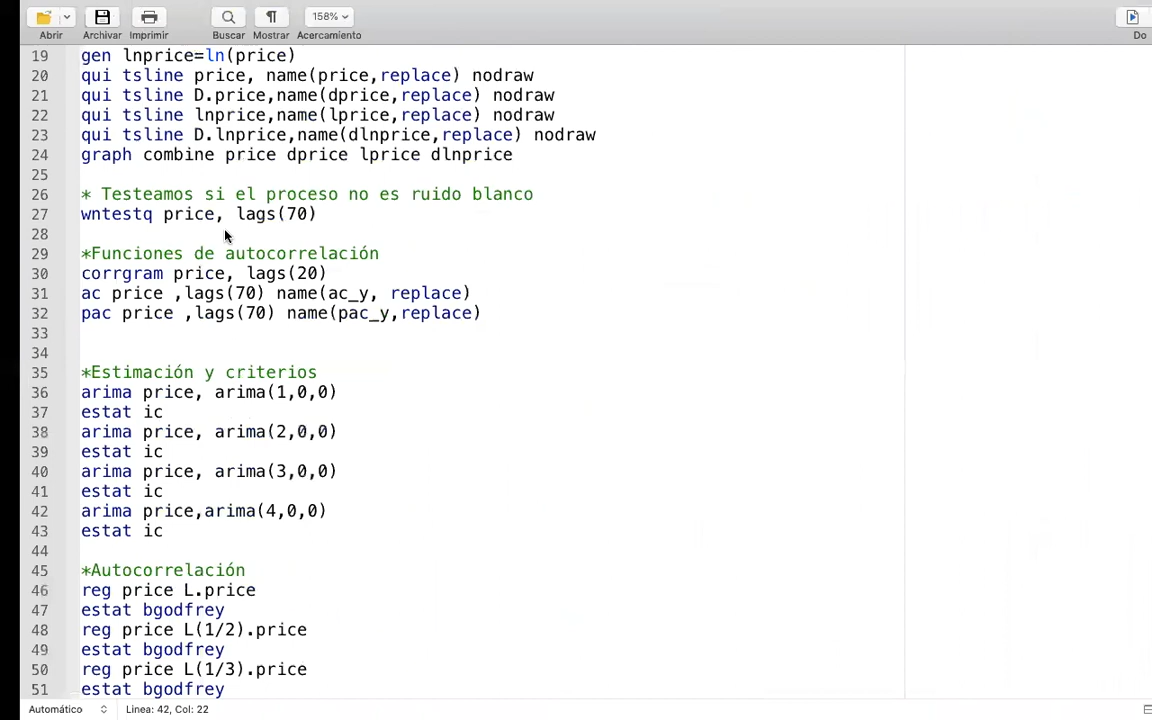 158%
Abrir
Archivar
Imprimir
Buscar
Mostrar
Acercamiento
Do
19 gen lnprice=ln(price)
20 qui tsline price, name(price,replace) nodraw
21 qui tsline D.price,name(dprice,replace) nodraw
22 qui tsline lnprice,name(lprice,replace) nodraw
23 qui tsline D.lnprice,name(dlnprice,replace) nodraw
24 graph combine price dprice lprice dlnprice
25
26 * Testeamos si el proceso no es ruido blanco
27 wntestq price, lags(70)
28
29 *Funciones de autocorrelación
30 corrgram price, lags(20)
31 ac price ,lags(70) name(ac_y, replace)
32 pac price ,lags(70) name(pac_y,replace)
33
34
35 *Estimación y criterios
36 arima price, arima(1,0,0)
37 estat ic
38 arima price, arima(2,0,0)
39 estat ic
40 arima price, arima(3,0,0)
41 estat ic
42 arima price,arima(4,0,0)
43 estat ic
44
45 *Autocorrelación
46 reg price L.price
47 estat bgodfrey
48 reg price L(1/2).price
49 estat bgodfrey
50 reg price L(1/3).price
51 estat bgodfrey
Automático
Linea: 42, Col: 22